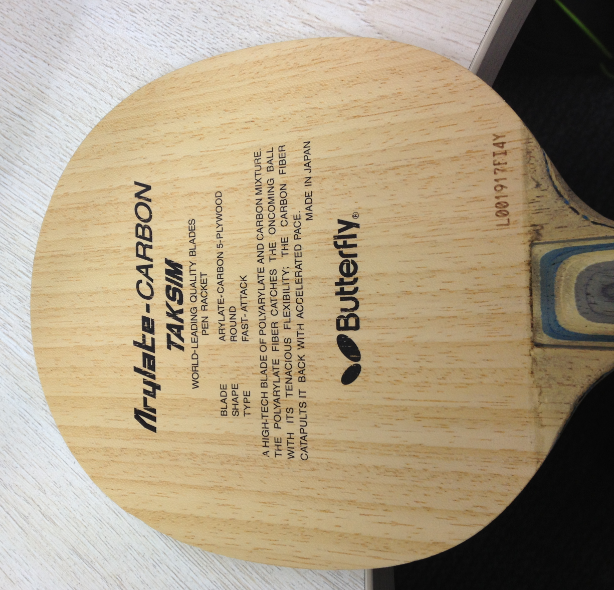 Arylate-CARBON
TAKSIM
WORLD-LEADING QUALITY BLADES
PEN RACKET
BLADE ARYLATE-CARBON 5-PLYWOOD
SHAPE ROUND
TYPE FAST-ATTACK
A HIGH-TECH BLADE OF POLYARYLATE AND CARBON MIXTURE.
THE POLYARYLATE FIBER CATCHES THE ONCOMING BALL
WITH ITS TENACIOUS FLEXIBILITY; THE CARBON FIBER
CATAPULTS IT BACK WITH ACCELERATED PACE.
MADE IN JAPAN
Butterfly®
L001917FI4Y